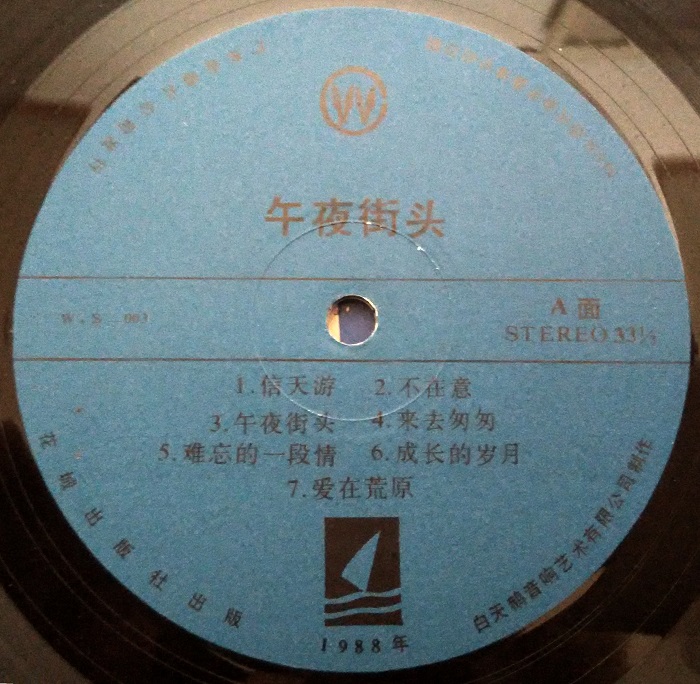 午夜街头
W.S—003
A面
STEREO 33⅓
1.信天游 2.不在意
3.午夜街头 4.来去匆匆
5.难忘的一段情 6.成长的岁月
7.爱在荒原
花城出版社出版
1988年
白天鹅音响艺术有限公司制作